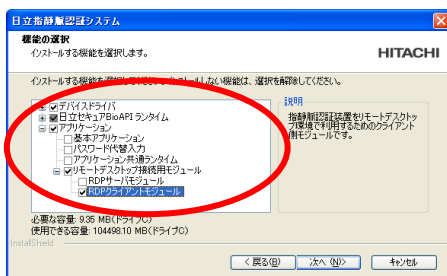 日立指静脈認証システム
機能の選択
インストールする機能を選択します。
HITACHI
インストールする機能を選択してください。インストールしない機能は、選択を解除してください。
デバイスドライバ
日立セキュアBioAPI ランタイム
アプリケーション
基本アプリケーション
パスワード代替入力
アプリケーション共通ランタイム
リモートデスクトップ接続用モジュール
RDPサーバモジュール
RDPクライアントモジュール
説明
指静脈認証装置をリモートデスクトッ
プ環境で利用するためのクライアント
側モジュールです。
必要な容量: 9.35 MB(ドライブC)
使用できる容量: 104498.10 MB(ドライブC)
InstallShield
< 戻る(B)
次へ (N)>
キャンセル